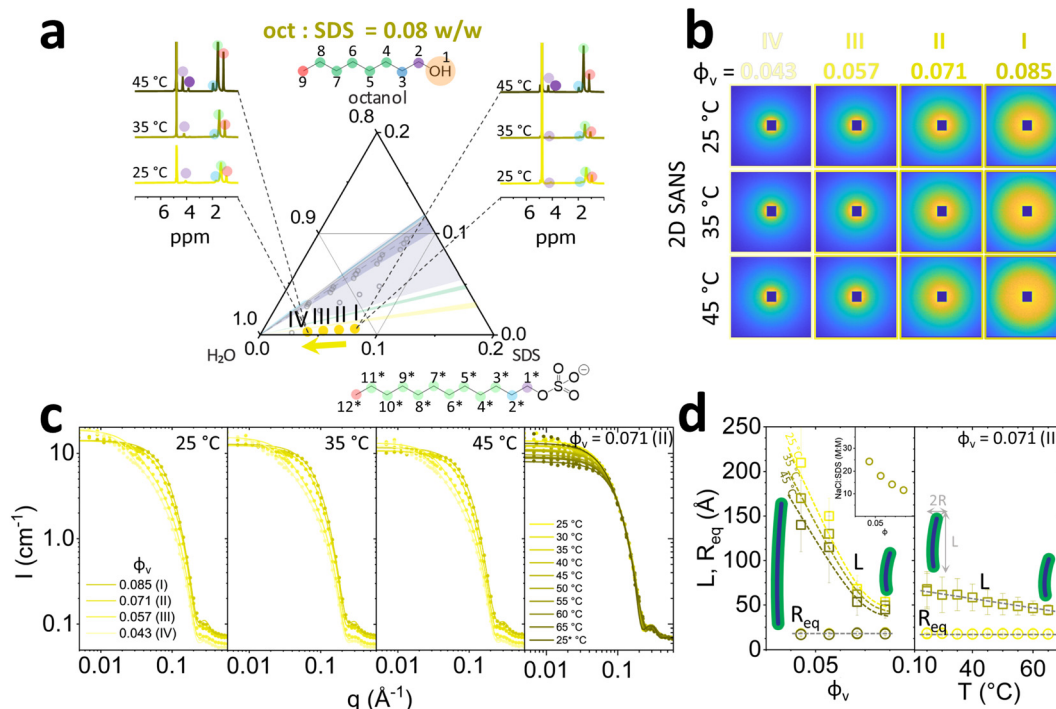 a
oct : SDS = 0.08 w/w
8 6 4 2 1
9 7 5 3 OH
octanol
0.8
0.2
45 °C
35 °C
25 °C
6 4 2
ppm
45 °C
35 °C
25 °C
6 4 2
ppm
0.9
0.1
1.0
IV III II I
0.0
H₂O
SDS
0.0
0.1
0.2
11* 9* 7* 5* 3* 1*
12* 10* 8* 6* 4* 2*
O S O
O O
⊖
b
IV III II I
ϕv = 0.043 0.057 0.071 0.085
2D SANS
25 °C
35 °C
45 °C
c
25 °C
35 °C
45 °C
ϕv = 0.071 (II)
I (cm⁻¹)
10
1.0
0.1
ϕv
0.085 (I)
0.071 (II)
0.057 (III)
0.043 (IV)
25 °C
30 °C
35 °C
40 °C
45 °C
50 °C
55 °C
60 °C
65 °C
25* °C
0.01 0.1
0.01 0.1
0.01 0.1
0.01 0.1
q (Å⁻¹)
d
L, Req (Å)
250
200
150
100
50
0
25 °C
35 °C
45 °C
NaCl:SDS (mM)
30
20
10
0.05
ϕ
L
Req
0.05
0.10
ϕv
ϕv = 0.071 (II)
2R
L
L
Req
40 60
T (°C)